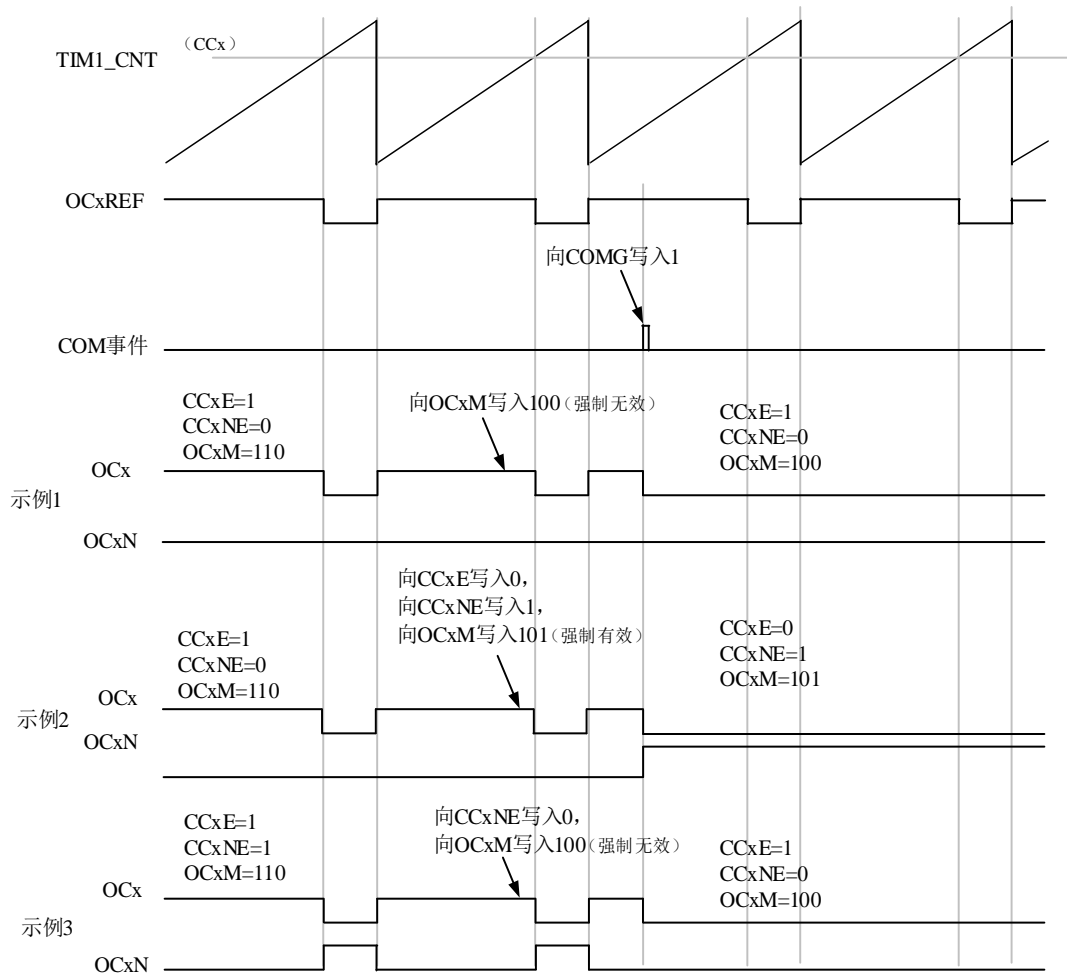 （CCx）
TIM1_CNT
OCxREF
向COMG写入1
COM事件
CCxE=1
CCxNE=0
OCxM=110
向OCxM写入100（强制无效）
CCxE=1
CCxNE=0
OCxM=100
OCx
示例1
OCxN
向CCxE写入0，
向CCxNE写入1，
向OCxM写入101（强制有效）
CCxE=1
CCxNE=0
OCxM=110
CCxE=0
CCxNE=1
OCxM=101
OCx
示例2
OCxN
向CCxNE写入0，
向OCxM写入100（强制无效）
CCxE=1
CCxNE=1
OCxM=110
CCxE=1
CCxNE=0
OCxM=100
OCx
示例3
OCxN